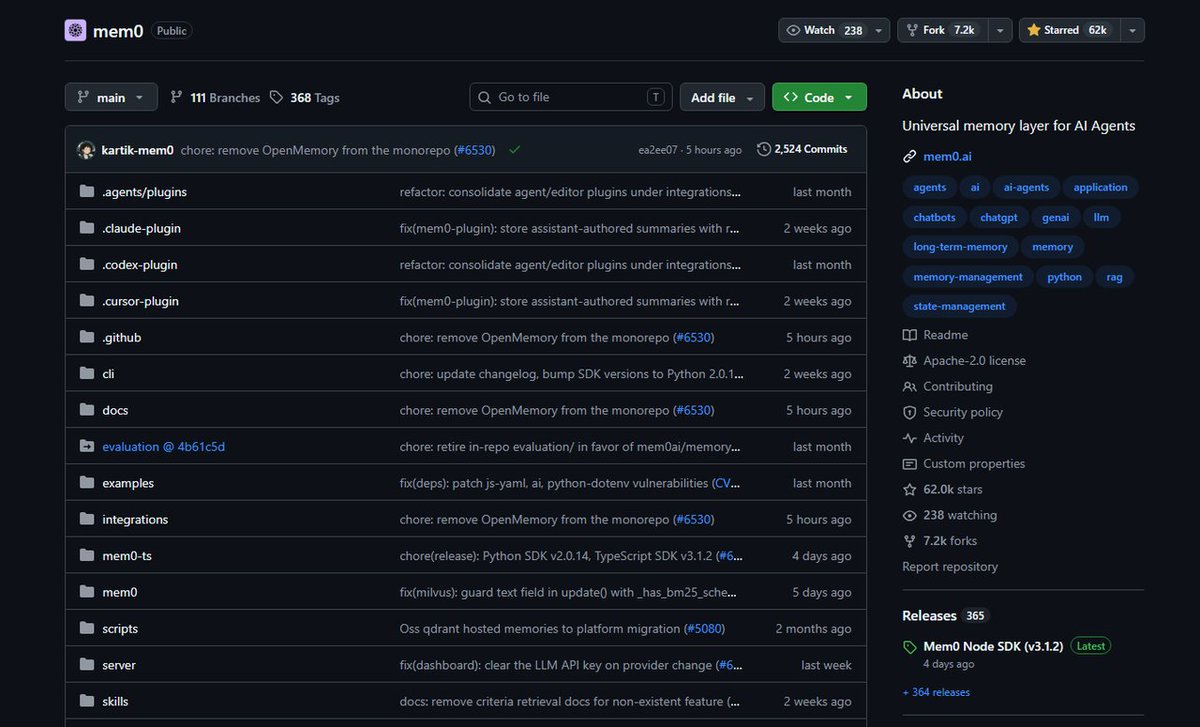 mem0 Public Watch 238 Fork 7.2k Starred 62k
main 111 Branches 368 Tags Go to file T Add file Code
kartik-mem0 chore: remove OpenMemory from the monorepo (#6530) ea2ee07 · 5 hours ago 2,524 Commits
.agents/plugins refactor: consolidate agent/editor plugins under integrations... last month
.claude-plugin fix(mem0-plugin): store assistant-authored summaries with r... 2 weeks ago
.codex-plugin refactor: consolidate agent/editor plugins under integrations... last month
.cursor-plugin fix(mem0-plugin): store assistant-authored summaries with r... 2 weeks ago
.github chore: remove OpenMemory from the monorepo (#6530) 5 hours ago
cli chore: update changelog, bump SDK versions to Python 2.0.1... 2 weeks ago
docs chore: remove OpenMemory from the monorepo (#6530) 5 hours ago
evaluation @ 4b61c5d chore: retire in-repo evaluation/ in favor of mem0ai/memory... last month
examples fix(deps): patch js-yaml, ai, python-dotenv vulnerabilities (CV... last month
integrations chore: remove OpenMemory from the monorepo (#6530) 5 hours ago
mem0-ts chore(release): Python SDK v2.0.14, TypeScript SDK v3.1.2 (#6... 4 days ago
mem0 fix(milvus): guard text field in update() with _has_bm25_sche... 5 days ago
scripts Oss qdrant hosted memories to platform migration (#5080) 2 months ago
server fix(dashboard): clear the LLM API key on provider change (#6... last week
skills docs: remove criteria retrieval docs for non-existent feature (... 2 weeks ago
About
Universal memory layer for AI Agents
mem0.ai
agents ai ai-agents application
chatbots chatgpt genai llm
long-term-memory memory
memory-management python rag
state-management
Readme
Apache-2.0 license
Contributing
Security policy
Activity
Custom properties
62.0k stars
238 watching
7.2k forks
Report repository
Releases 365
Mem0 Node SDK (v3.1.2) Latest
4 days ago
+ 364 releases